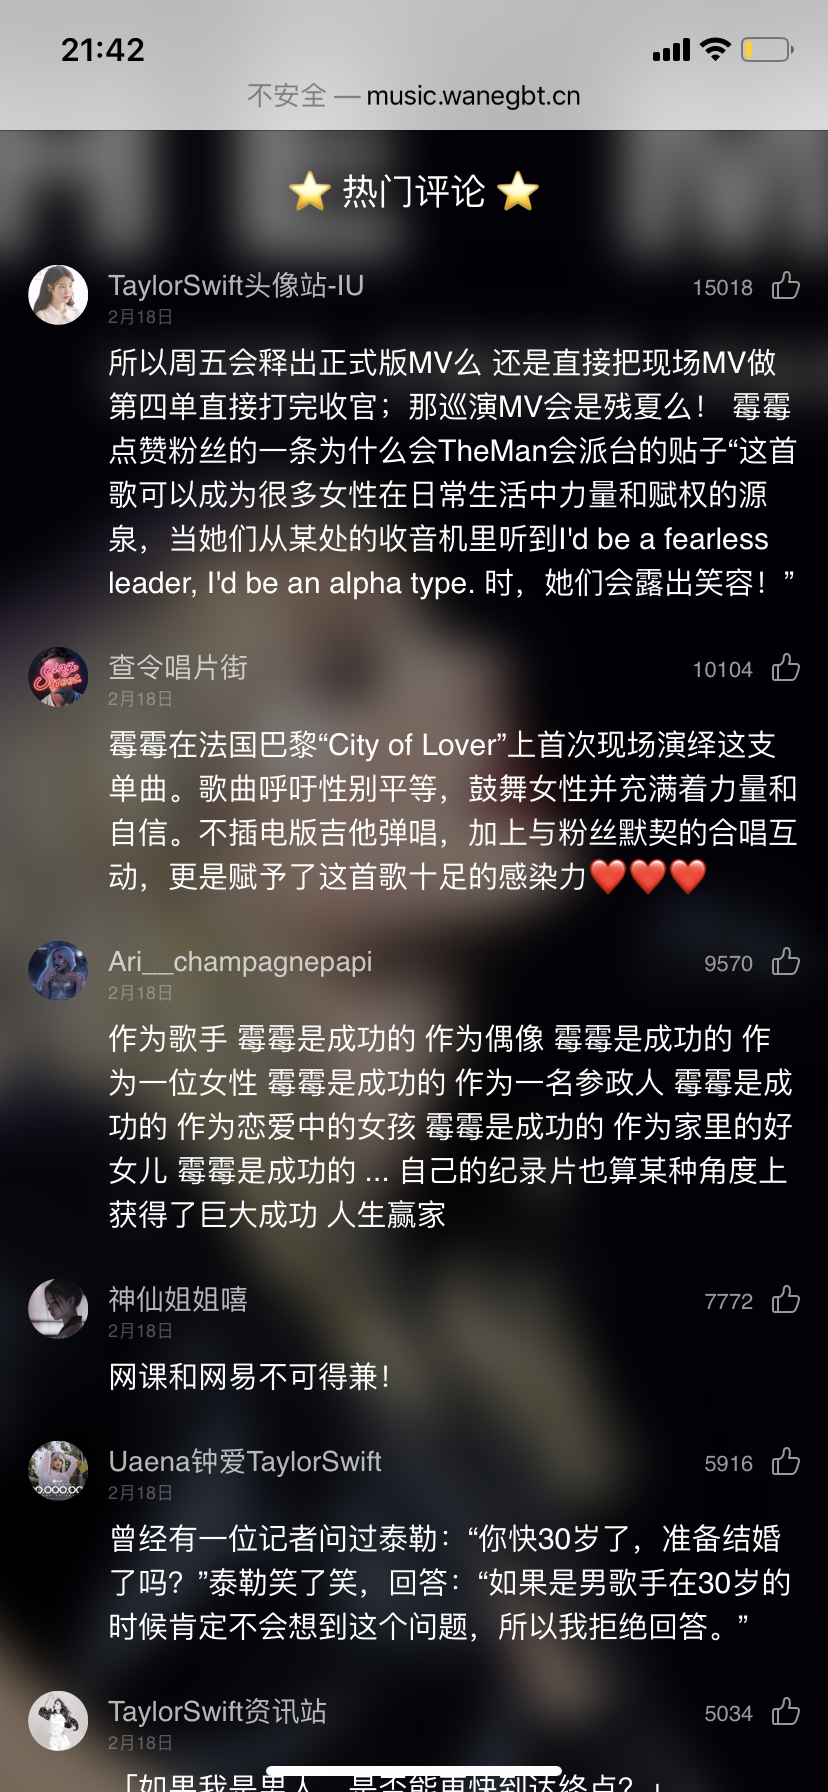 21:42
不安全 — music.wanegbt.cn
⭐ 热门评论 ⭐
TaylorSwift头像站-IU
15018
2月18日
所以周五会释出正式版MV么 还是直接把现场MV做
第四单直接打完收官；那巡演MV会是残夏么！ 霉霉
点赞粉丝的一条为什么会TheMan会派台的贴子“这首
歌可以成为很多女性在日常生活中力量和赋权的源
泉，当她们从某处的收音机里听到I'd be a fearless
leader, I'd be an alpha type. 时，她们会露出笑容！”
查令唱片街
10104
2月18日
霉霉在法国巴黎“City of Lover”上首次现场演绎这支
单曲。歌曲呼吁性别平等，鼓舞女性并充满着力量和
自信。不插电版吉他弹唱，加上与粉丝默契的合唱互
动，更是赋予了这首歌十足的感染力❤️❤️❤️
Ari__champagnepapi
9570
2月18日
作为歌手 霉霉是成功的 作为偶像 霉霉是成功的 作
为一位女性 霉霉是成功的 作为一名参政人 霉霉是成
功的 作为恋爱中的女孩 霉霉是成功的 作为家里的好
女儿 霉霉是成功的 ... 自己的纪录片也算某种角度上
获得了巨大成功 人生赢家
神仙姐姐嘻
7772
2月18日
网课和网易不可得兼！
Uaena钟爱TaylorSwift
5916
2月18日
曾经有一位记者问过泰勒：“你快30岁了，准备结婚
了吗？”泰勒笑了笑，回答：“如果是男歌手在30岁的
时候肯定不会想到这个问题，所以我拒绝回答。”
TaylorSwift资讯站
5034
2月18日
「如果我是男人，是否能更快到达终点？」